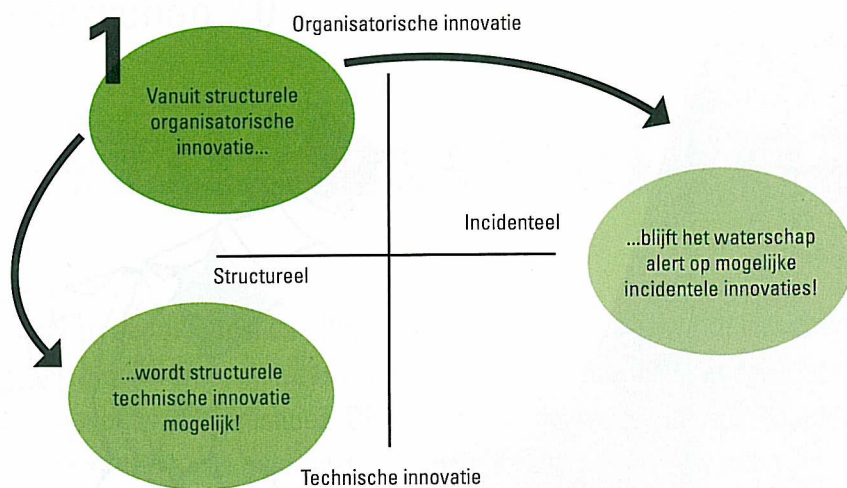 Organisatorische innovatie
1
Vanuit structurele
organisatorische
innovatie...
Incidenteel
...blijft het waterschap
alert op mogelijke
incidentele innovaties!
Structureel
...wordt structurele
technische innovatie
mogelijk!
Technische innovatie